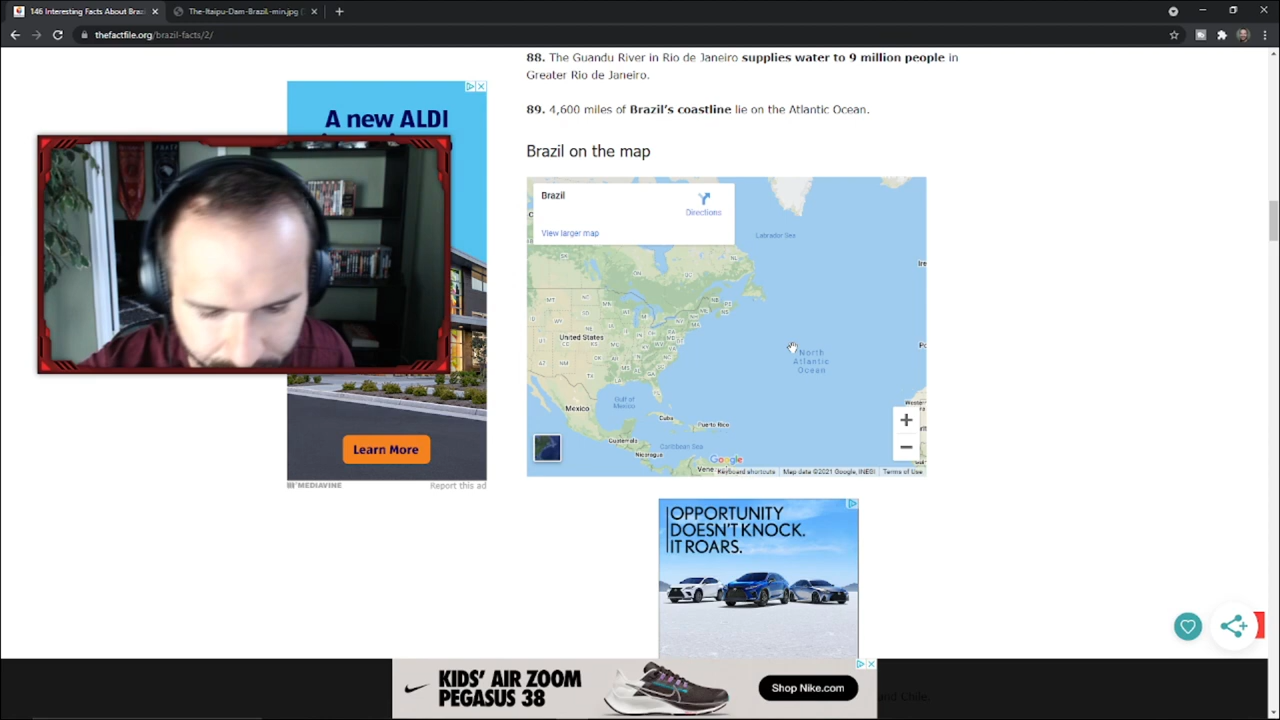 146 Interesting Facts About Brazi
The-Itaipu-Dam-Brazil-min.jpg (
thefactfile.org/brazil-facts/2/
88. The Guandu River in Rio de Janeiro supplies water to 9 million people in
Greater Rio de Janeiro.
89. 4,600 miles of Brazil's coastline lie on the Atlantic Ocean.
Brazil on the map
Brazil
Directions
View larger map
Labrador Sea
United States
North
Atlantic
Ocean
Mexico
Gulf of
Mexico
Cuba
Puerto Rico
Guatemala
Caribbean Sea
Nicaragua
Google
Keyboard shortcuts
Map data ©2021 Google, INEGI
Terms of Use
A new ALDI
Learn More
MEDIAVINE
Report this ad
OPPORTUNITY
DOESN'T KNOCK.
IT ROARS.
KIDS' AIR ZOOM
PEGASUS 38
Shop Nike.com
and Chile.